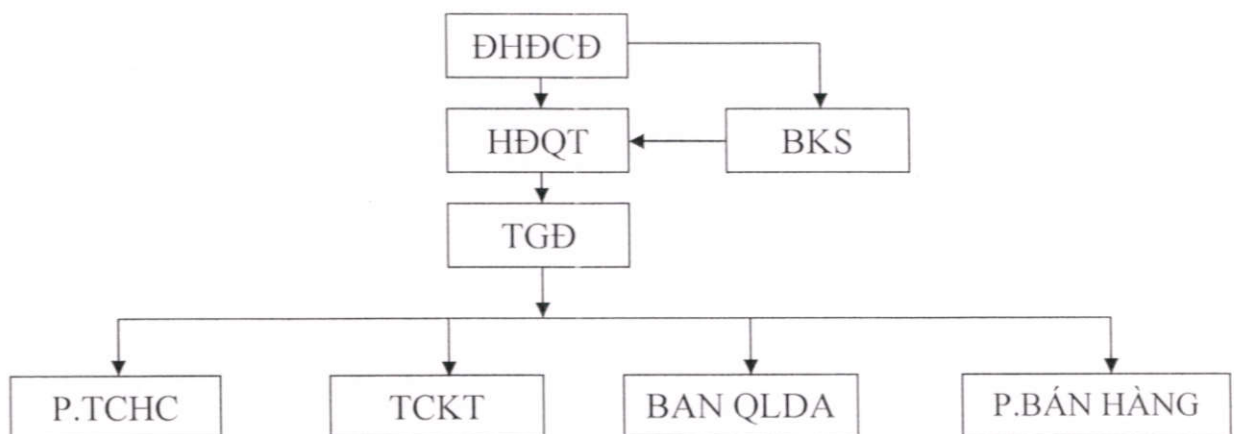 ĐHĐCĐ
HĐQT
BKS
TGĐ
P.TCHC
TCKT
BAN QLDA
P.BÁN HÀNG